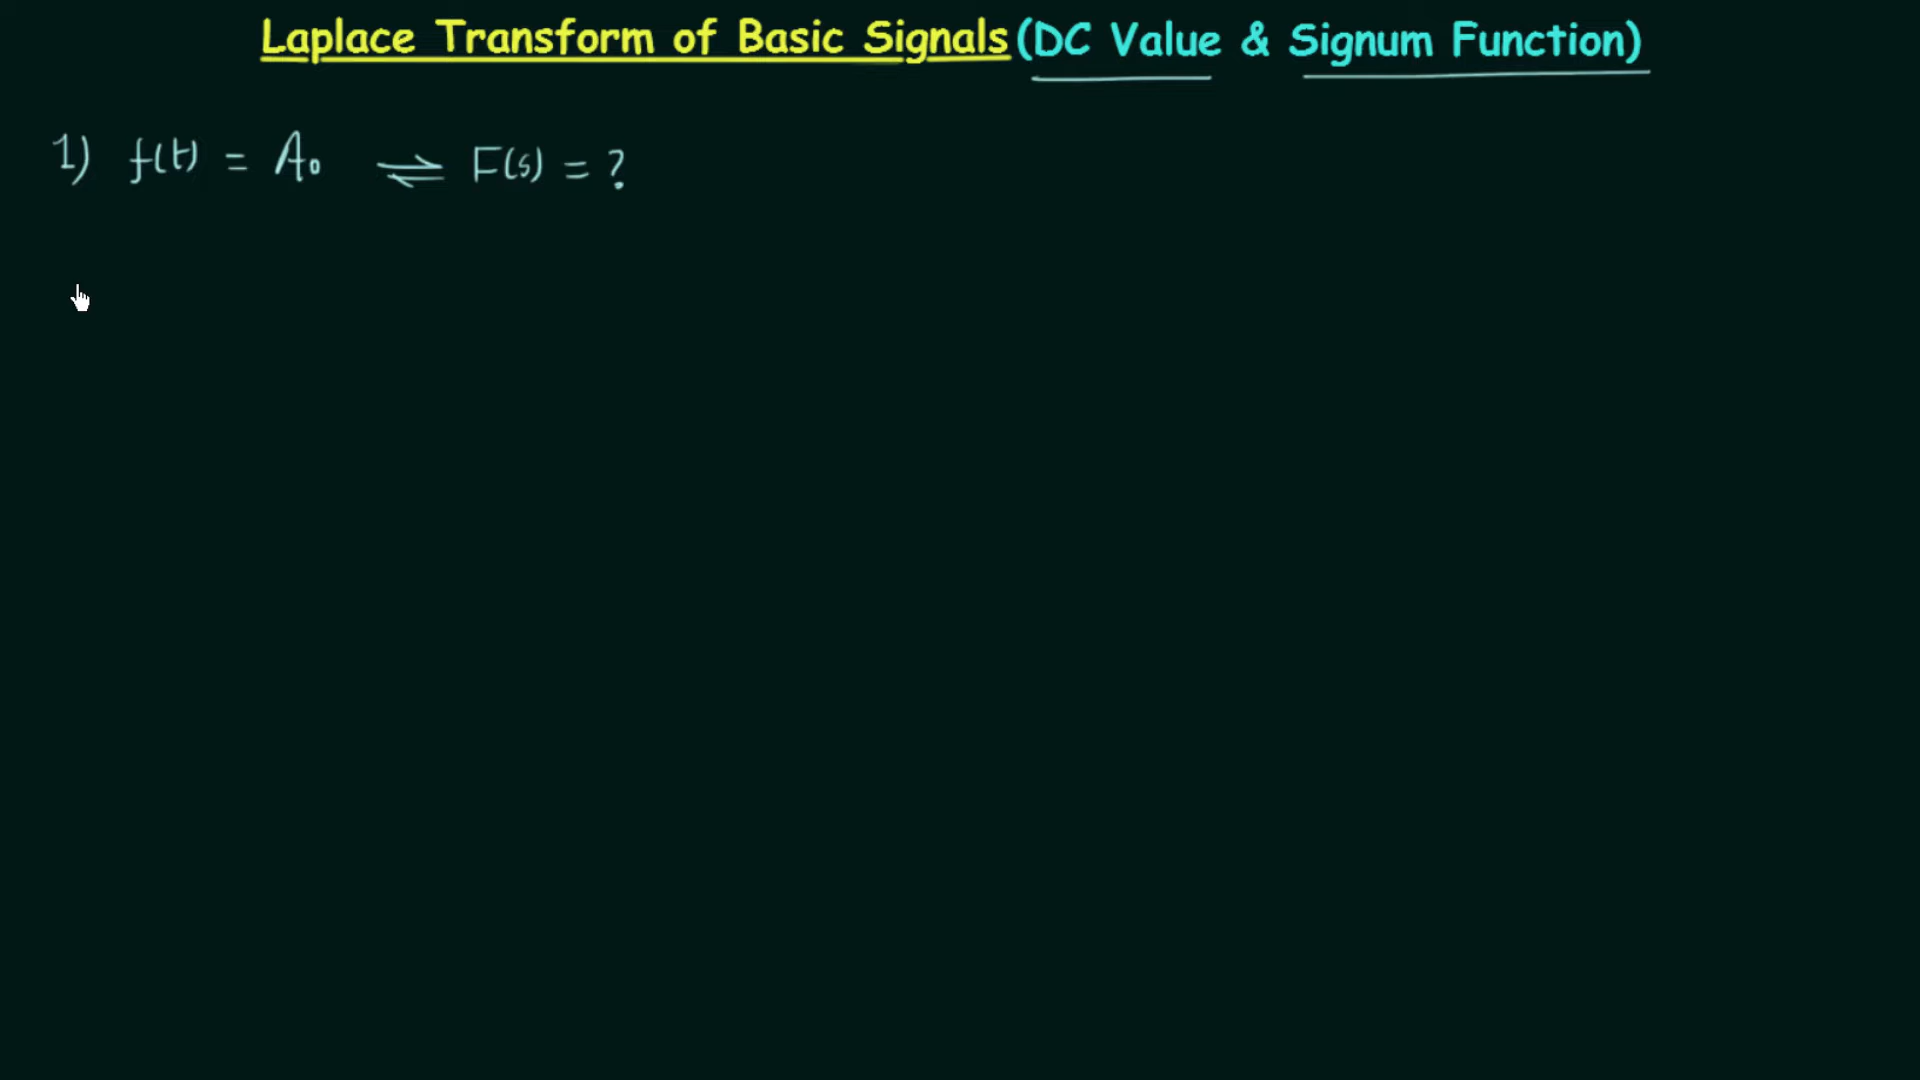 Laplace Transform of Basic Signals (DC Value & Signum Function)
1) f(t) = A₀ ⇌ F(s) = ?